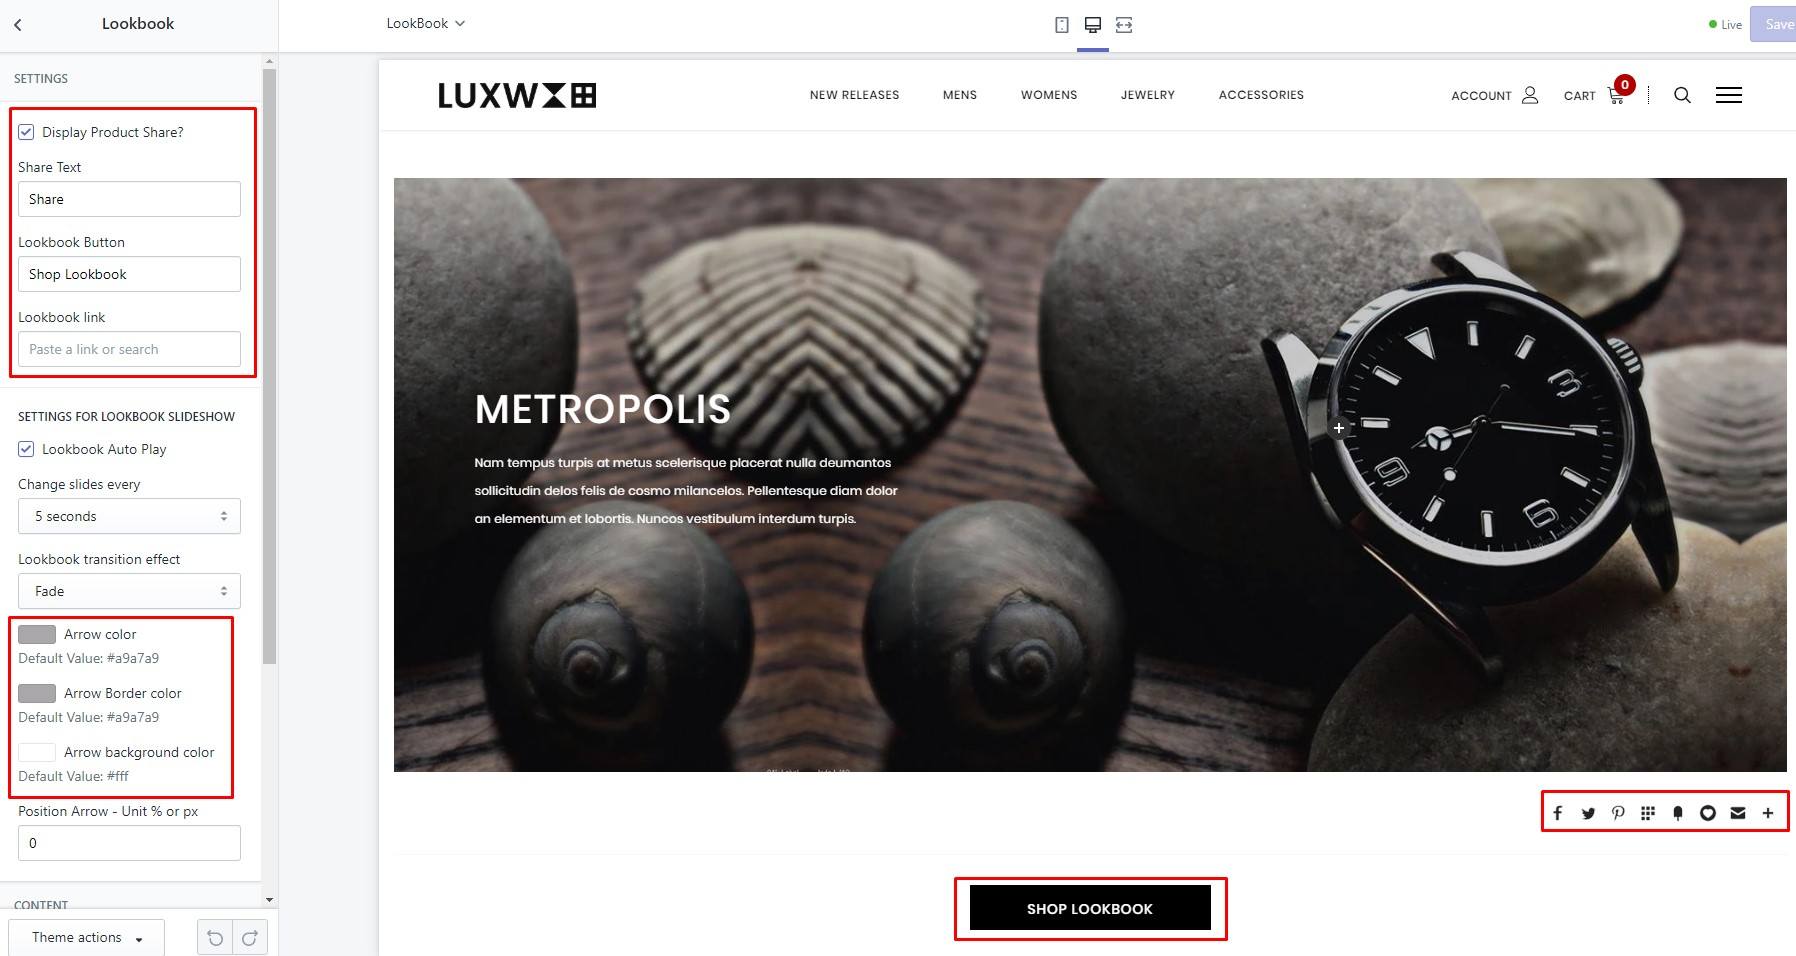 Lookbook
LookBook
Live
Save
SETTINGS
Display Product Share?
Share Text
Share
Lookbook Button
Shop Lookbook
Lookbook link
Paste a link or search
SETTINGS FOR LOOKBOOK SLIDESHOW
Lookbook Auto Play
Change slides every
5 seconds
Lookbook transition effect
Fade
Arrow color
Default Value: #a9a7a9
Arrow Border color
Default Value: #a9a7a9
Arrow background color
Default Value: #fff
Position Arrow - Unit % or px
0
CONTENT
Theme actions
LUXW
NEW RELEASES
MENS
WOMENS
JEWELRY
ACCESSORIES
ACCOUNT
CART
0
METROPOLIS
Nam tempus turpis at metus scelerisque placerat nulla deumantos
sollicitudin delos felis de cosmo milancelos. Pellentesque diam dolor
an elementum et lobortis. Nuncos vestibulum interdum turpis.
3
6
9
SHOP LOOKBOOK